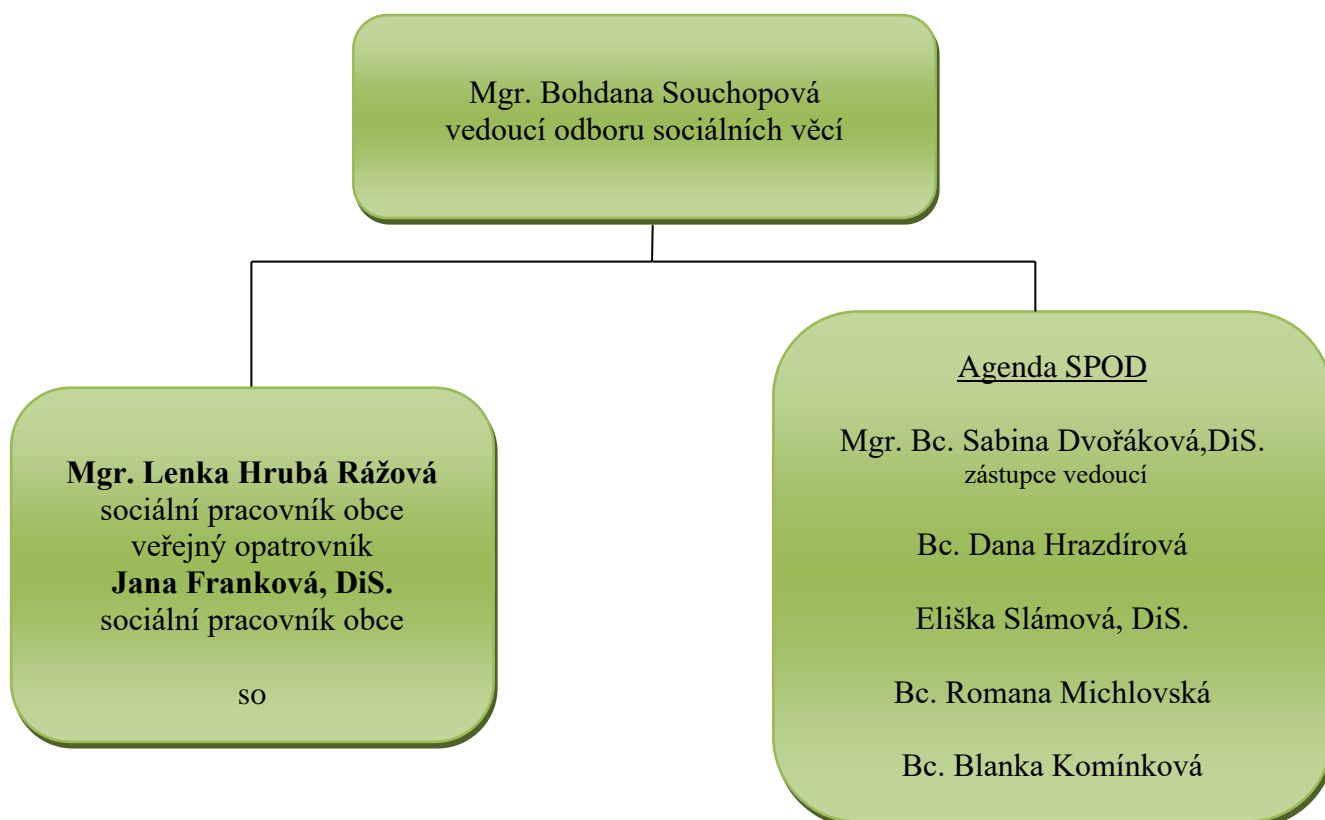 Mgr. Bohdana Souchopová
vedoucí odboru sociálních věcí
Mgr. Lenka Hrubá Rážová
sociální pracovník obce
veřejný opatrovník
Jana Franková, DiS.
sociální pracovník obce
so
Agenda SPOD
Mgr. Bc. Sabina Dvořáková,DiS.
zástupce vedoucí
Bc. Dana Hrazdírová
Eliška Slámová, DiS.
Bc. Romana Michlovská
Bc. Blanka Komínková